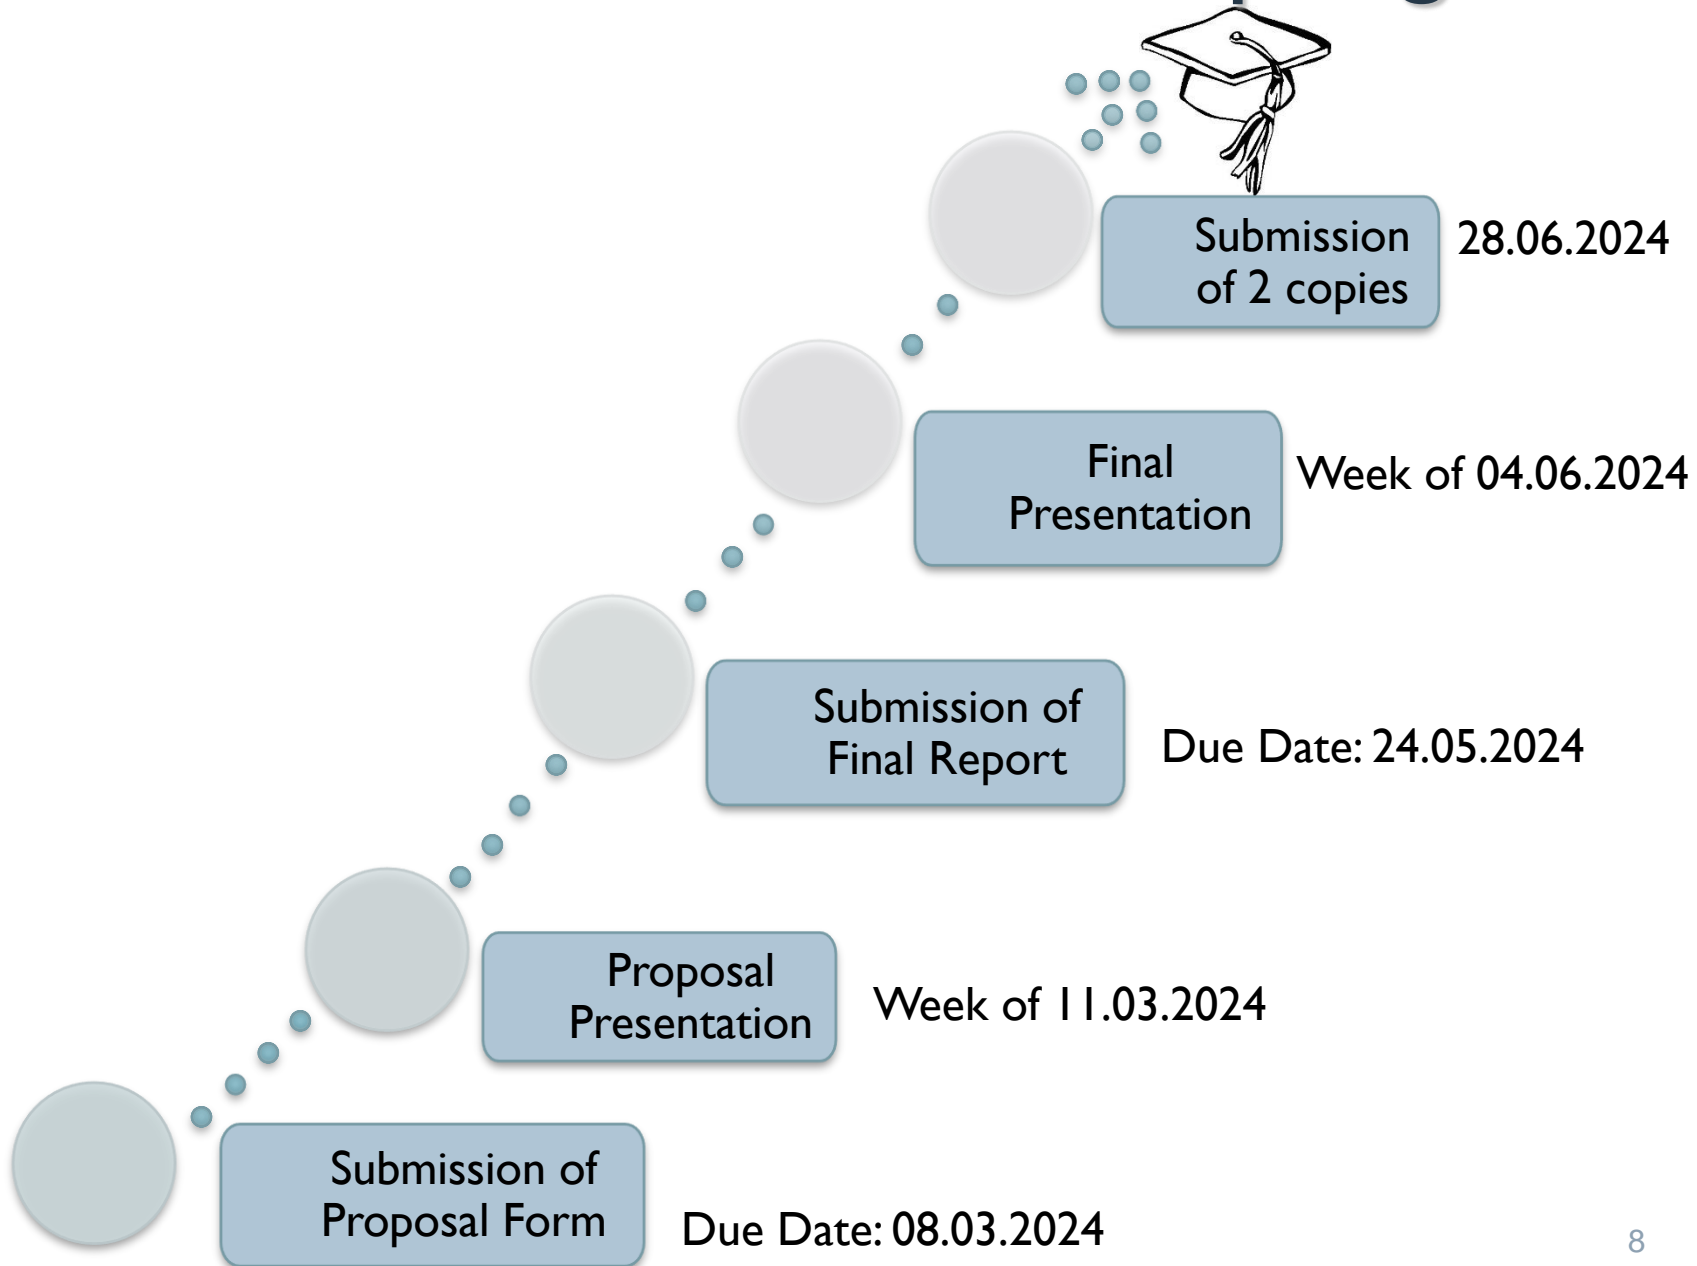 Submission
of 2 copies
28.06.2024
Final
Presentation
Week of 04.06.2024
Submission of
Final Report
Due Date: 24.05.2024
Proposal
Presentation
Week of 11.03.2024
Submission of
Proposal Form
Due Date: 08.03.2024
8